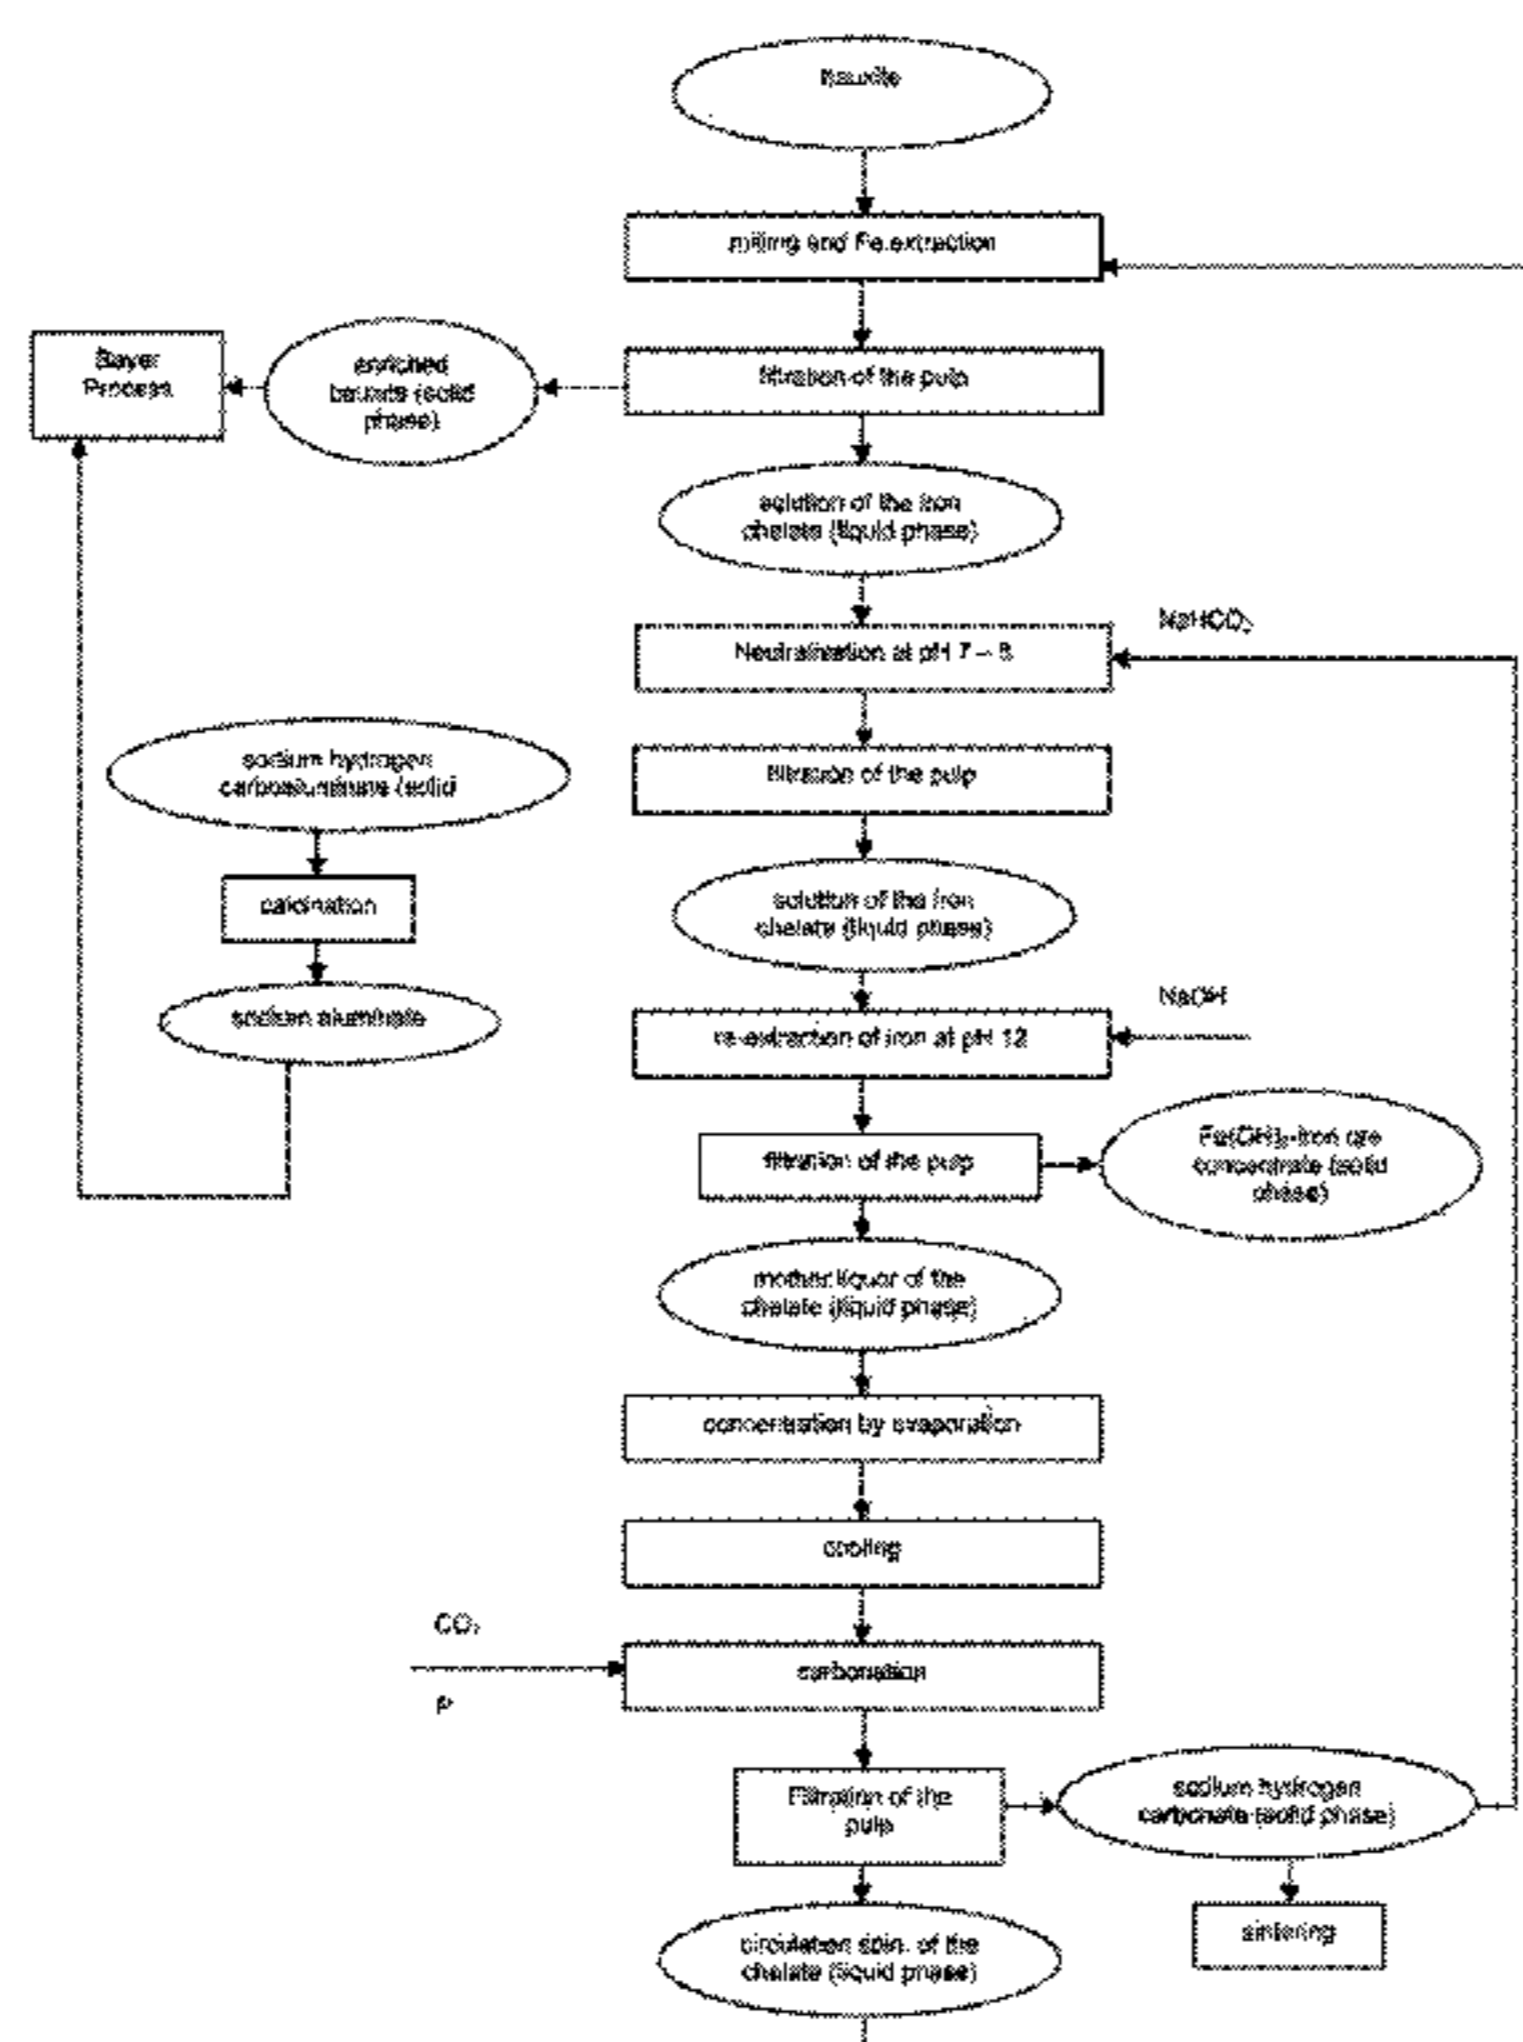 bauxite
milling and Fe.extraction
Bayer
Process
enriched
bauxite (solid
phase)
filtration of the pulp
solution of the iron
chelate (liquid phase)
NaHCO3
Neutralisation at pH 7 – 8
filtration of the pulp
sodium hydrogen
carboaluminate (solid
calcination
solution of the iron
chelate (liquid phase)
sodium aluminate
NaOH
re-extraction of iron at pH 12
filtration of the pulp
Fe(OH)3-iron ore
concentrate (solid
phase)
mother liquor of the
chelate (liquid phase)
concentration by evaporation
cooling
CO2
carbonation
Filtration of the
pulp
sodium hydrogen
carbonate (solid phase)
circulation soln. of the
chelate (liquid phase)
sintering